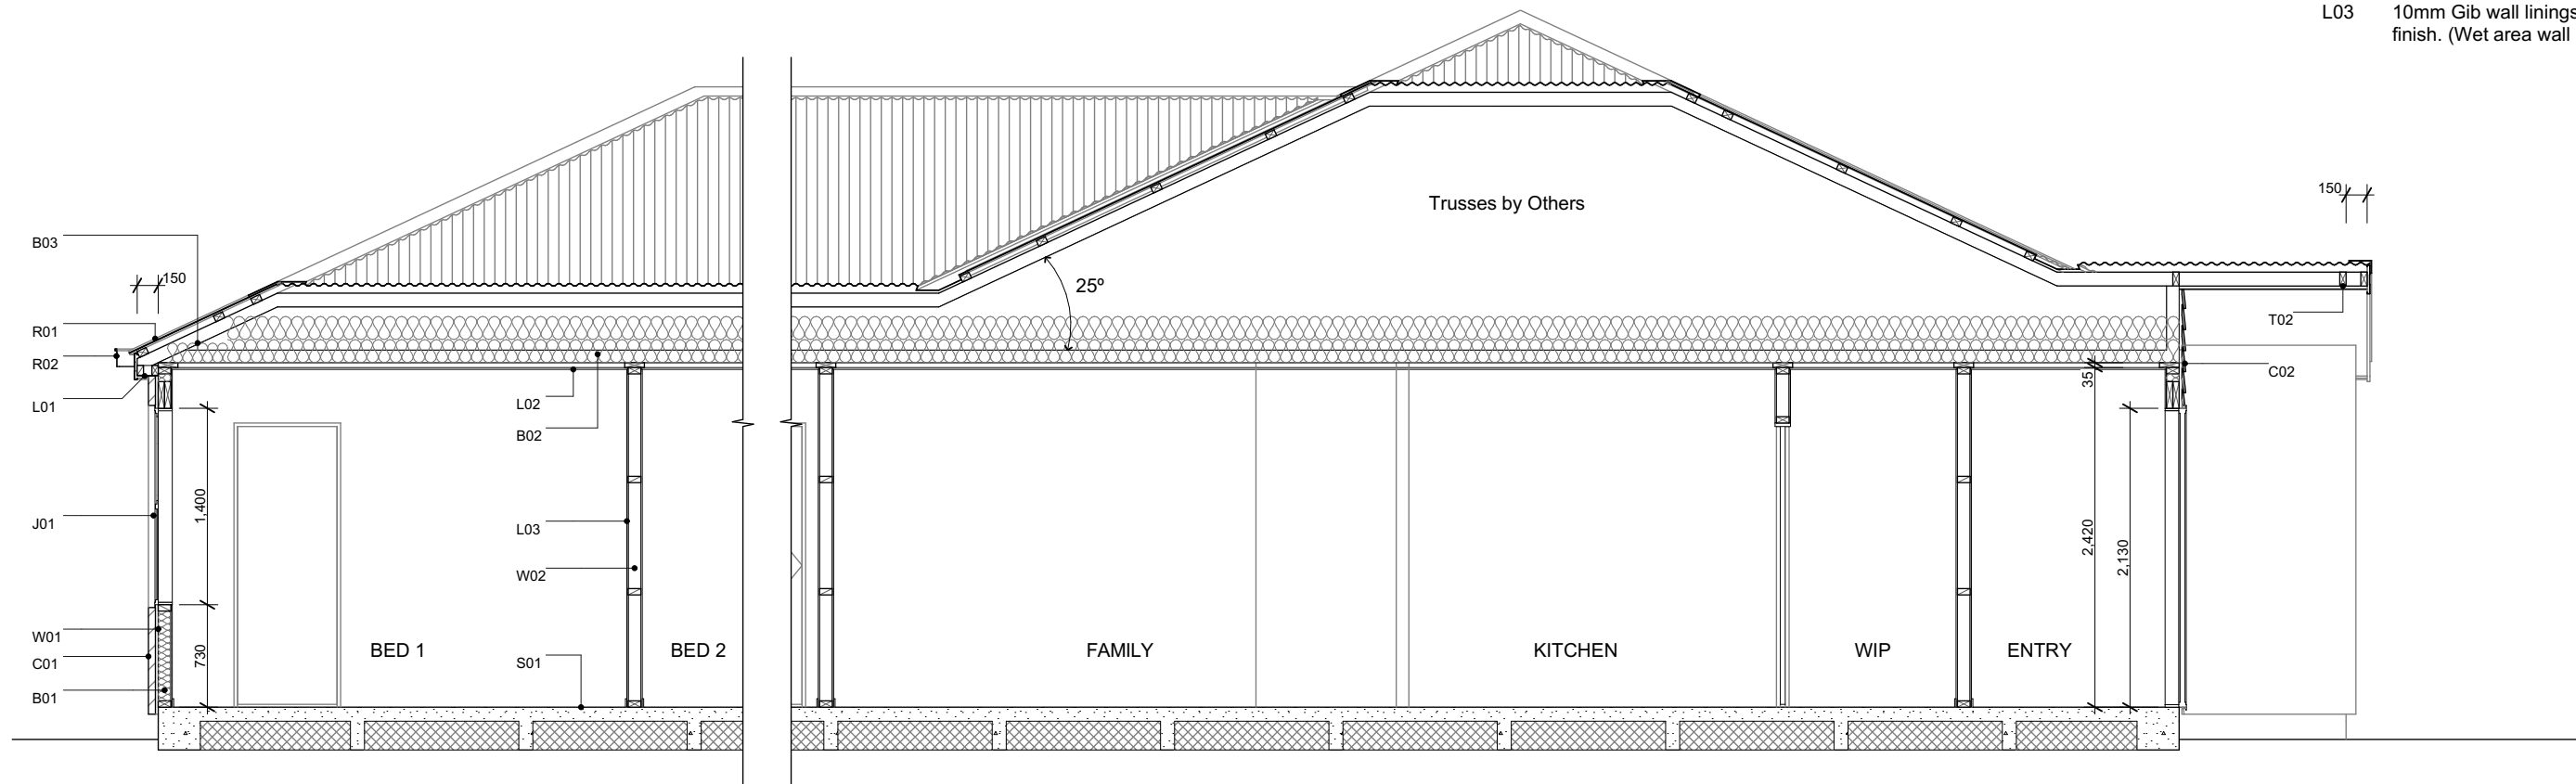 L03 10mm Gib wall linings
finish. (Wet area wall
Trusses by Others
150
B03
150
25º
R01
T02
R02
C02
35
L01
L02
B02
1,400
J01
L03
2,420
2,130
W02
W01
730
BED 1
BED 2
FAMILY
KITCHEN
WIP
ENTRY
C01
S01
B01